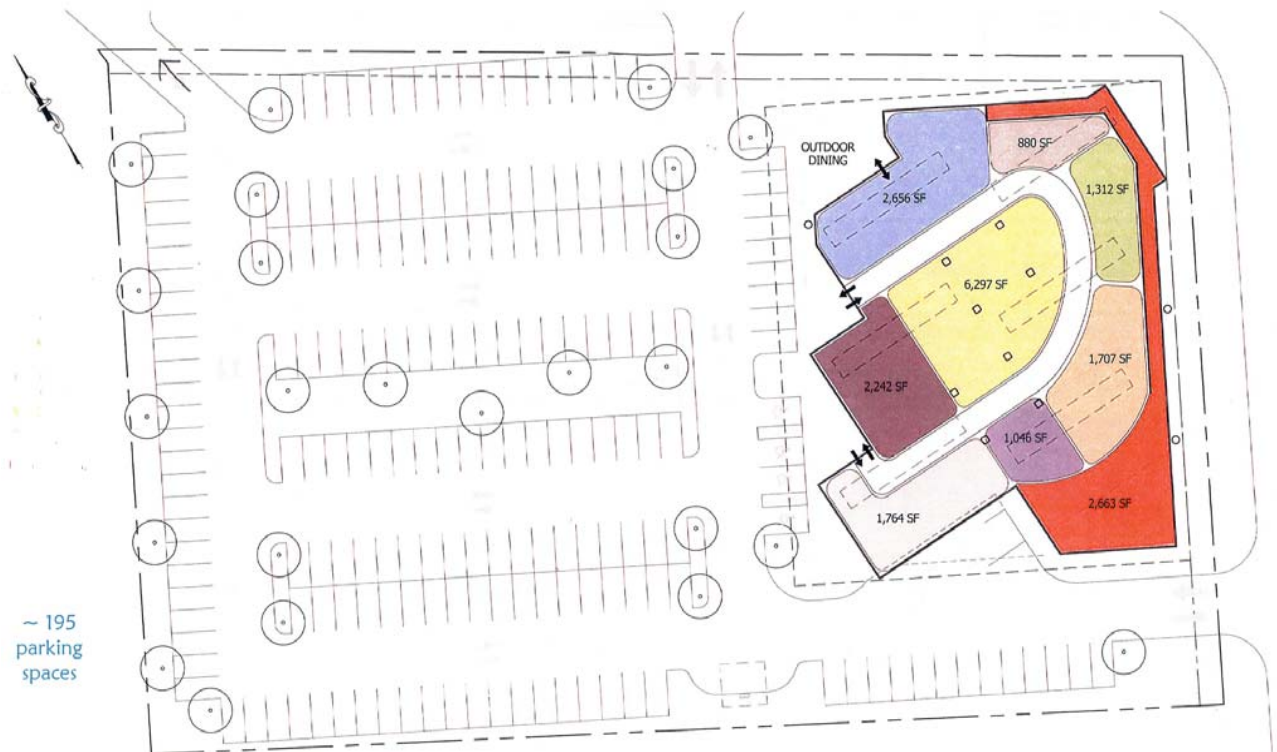 OUTDOOR
DINING
880 SF
1,312 SF
2,656 SF
6,297 SF
1,707 SF
2,242 SF
1,046 SF
2,663 SF
1,764 SF
~ 195
parking
spaces